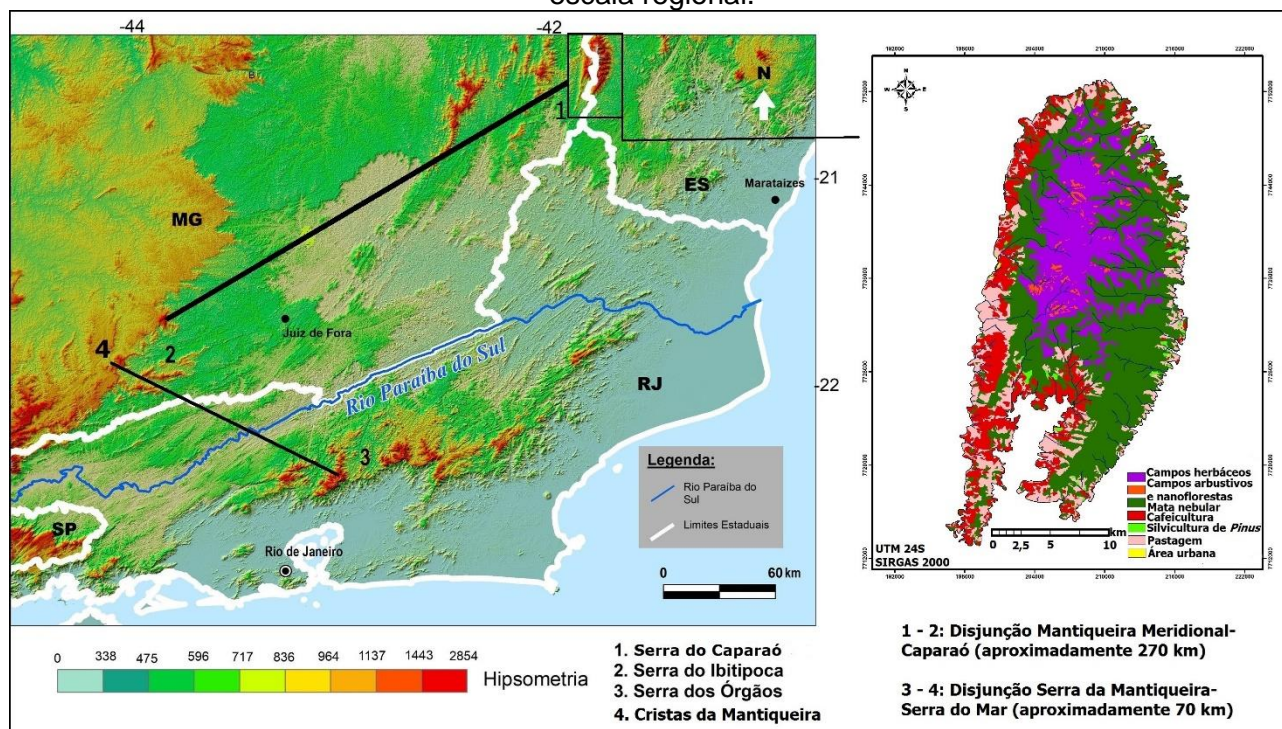 escala regional.
-44
-42
N
1
-21
ES
Marataizes
MG
Juiz de Fora
4
2
Rio Paraíba do Sul
-22
RJ
3
Legenda:
Rio Paraíba do
Sul
Limites Estaduais
SP
Rio de Janeiro
0 60 km
0 338 475 596 717 836 964 1137 1443 2854
Hipsometria
1. Serra do Caparaó
2. Serra do Ibitipoca
3. Serra dos Órgãos
4. Cristas da Mantiqueira
N
W E
S
Campos herbáceos
Campos arbustivos
e nanoflorestas
Mata nebular
Cafeicultura
Silvicultura de Pinus
Pastagem
Área urbana
km
0 2,5 5 10
UTM 24S
SIRGAS 2000
1 - 2: Disjunção Mantiqueira Meridional-
Caparaó (aproximadamente 270 km)
3 - 4: Disjunção Serra da Mantiqueira-
Serra do Mar (aproximadamente 70 km)